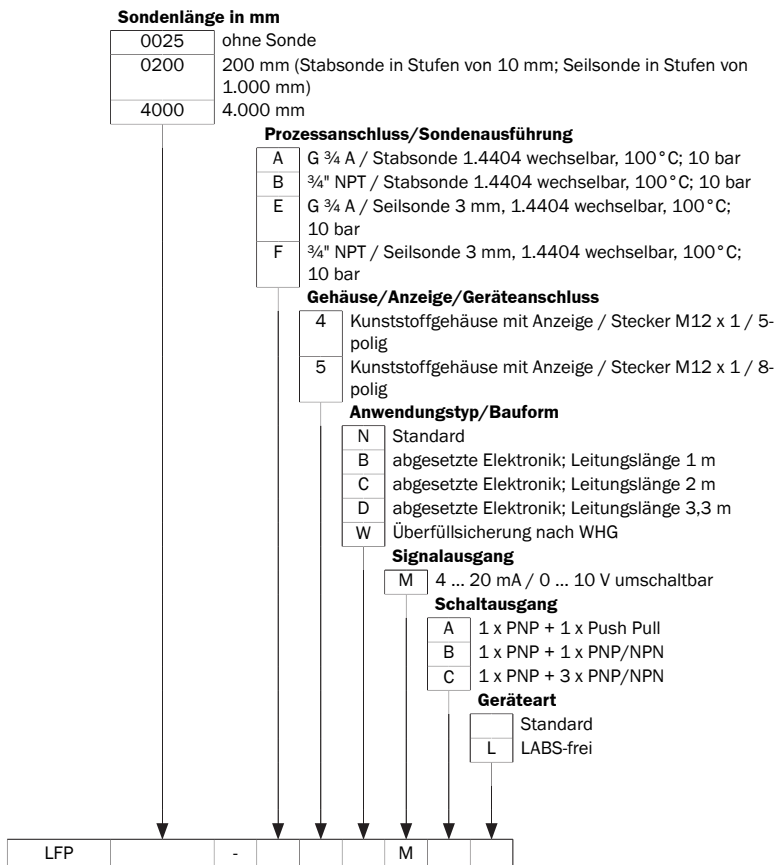 Sondenlänge in mm
0025 ohne Sonde
0200 200 mm (Stabsonde in Stufen von 10 mm; Seilsonde in Stufen von
1.000 mm)
4000 4.000 mm
Prozessanschluss/Sondenausführung
A G ¾ A / Stabsonde 1.4404 wechselbar, 100°C; 10 bar
B ¾" NPT / Stabsonde 1.4404 wechselbar, 100°C; 10 bar
E G ¾ A / Seilsonde 3 mm, 1.4404 wechselbar, 100°C;
10 bar
F ¾" NPT / Seilsonde 3 mm, 1.4404 wechselbar, 100°C;
10 bar
Gehäuse/Anzeige/Geräteanschluss
4 Kunststoffgehäuse mit Anzeige / Stecker M12 x 1 / 5-
polig
5 Kunststoffgehäuse mit Anzeige / Stecker M12 x 1 / 8-
polig
Anwendungstyp/Bauform
N Standard
B abgesetzte Elektronik; Leitungslänge 1 m
C abgesetzte Elektronik; Leitungslänge 2 m
D abgesetzte Elektronik; Leitungslänge 3,3 m
W Überfüllsicherung nach WHG
Signalausgang
M 4 ... 20 mA / 0 ... 10 V umschaltbar
Schaltausgang
A 1 x PNP + 1 x Push Pull
B 1 x PNP + 1 x PNP/NPN
C 1 x PNP + 3 x PNP/NPN
Geräteart
Standard
L LABS-frei
LFP - M